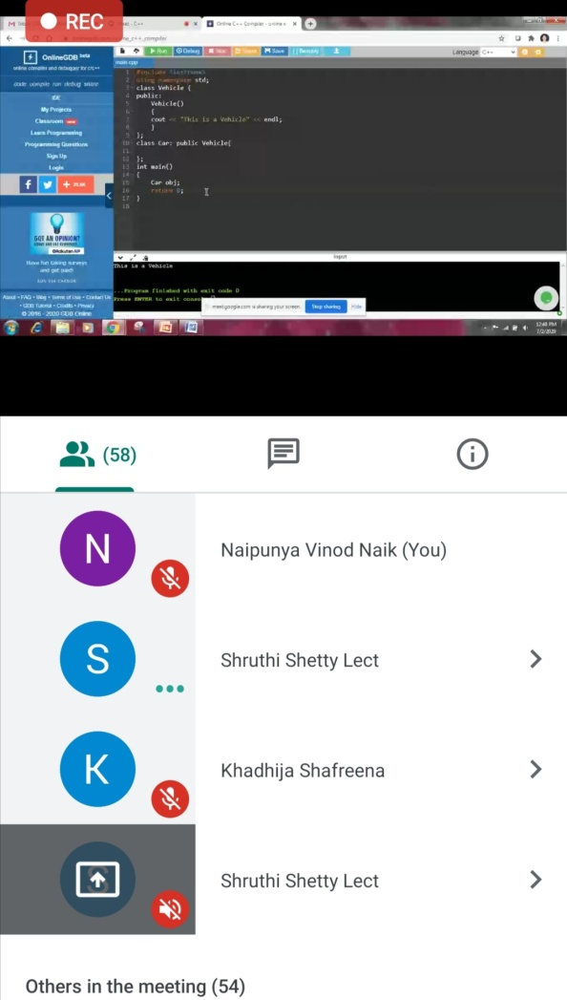 REC
Online C++ Compiler - online e
OnlineGDB beta
online compiler and debugger for c/c++
code. compile. run. debug. share.
IDE
My Projects
Classroom new
Learn Programming
Programming Questions
Sign Up
Login
GOT AN OPINION?
Have fun taking surveys
and get paid!
About • FAQ • Blog • Terms of Use • Contact Us
• GDB Tutorial • Credits • Privacy
© 2016 - 2020 GDB Online
Run
Debug
Stop
Share
Save
{ } Beautify
Language C++
main.cpp
1 #include <iostream>
2 using namespace std;
3 class Vehicle {
4 public:
5 Vehicle()
6 {
7 cout << "This is a Vehicle" << endl;
8 }
9 };
10 class Car: public Vehicle{
11
12 };
13 int main()
14 {
15 Car obj;
16 return 0;
17 }
18
input
This is a Vehicle
...Program finished with exit code 0
Press ENTER to exit console.
meet.google.com is sharing your screen.
Stop sharing
Hide
12:48 PM
7/2/2020
(58)
N
Naipunya Vinod Naik (You)
S
Shruthi Shetty Lect
K
Khadhija Shafreena
Shruthi Shetty Lect
Others in the meeting (54)